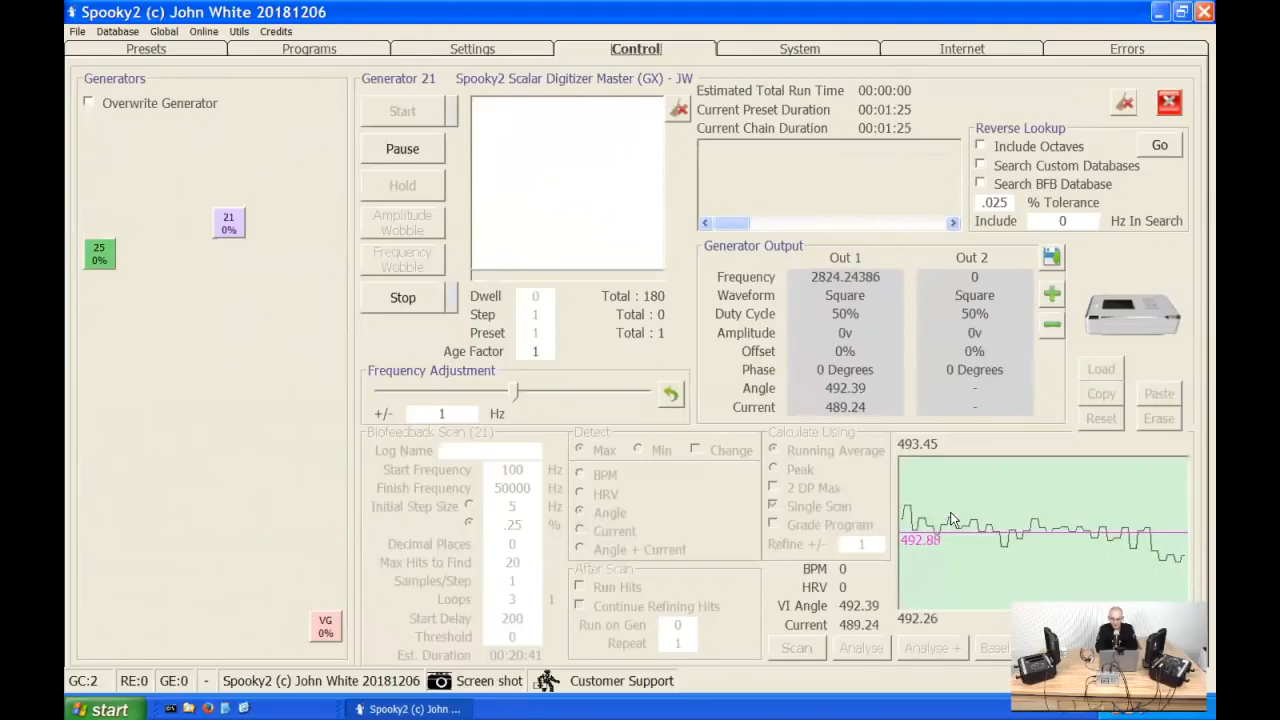 Spooky2 (c) John White 20181206
File Database Global Online Utils Credits
Presets Programs Settings Control System Internet Errors
Generators
Overwrite Generator
21
0%
25
0%
VG
0%
Generator 21 Spooky2 Scalar Digitizer Master (GX) - JW
Start
Pause
Hold
Amplitude
Wobble
Frequency
Wobble
Stop
Dwell 0 Total : 180
Step 1 Total : 0
Preset 1 Total : 1
Age Factor 1
Frequency Adjustment
+/- 1 Hz
Estimated Total Run Time 00:00:00
Current Preset Duration 00:01:25
Current Chain Duration 00:01:25
Reverse Lookup
Include Octaves Go
Search Custom Databases
Search BFB Database
.025 % Tolerance
Include 0 Hz In Search
Generator Output
Out 1 Out 2
Frequency 2824.24386 0
Waveform Square Square
Duty Cycle 50% 50%
Amplitude 0v 0v
Offset 0% 0%
Phase 0 Degrees 0 Degrees
Angle 492.39 -
Current 489.24 -
Load
Copy Paste
Reset Erase
Biofeedback Scan (21)
Log Name
Start Frequency 100 Hz
Finish Frequency 50000 Hz
Initial Step Size 5 Hz
.25 %
Decimal Places 0
Max Hits to Find 20
Samples/Step 1
Loops 3 1
Start Delay 200
Threshold 0
Est. Duration 00:20:41
Detect
Max Min Change
BPM
HRV
Angle
Current
Angle + Current
After Scan
Run Hits
Continue Refining Hits
Run on Gen 0
Repeat 1
Calculate Using
Running Average
Peak
2 DP Max
Single Scan
Grade Program
Refine +/- 1
BPM 0
HRV 0
VI Angle 492.39
Current 489.24
Scan Analyse Analyse + Basel
493.45
492.88
492.26
GC:2 RE:0 GE:0 - Spooky2 (c) John White 20181206 Screen shot Customer Support
start Spooky2 (c) John ...